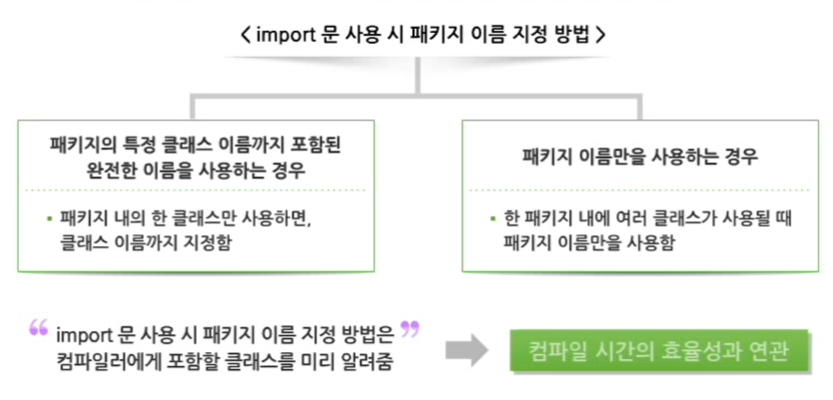 < import 문 사용 시 패키지 이름 지정 방법 >
패키지의 특정 클래스 이름까지 포함된
완전한 이름을 사용하는 경우
▪ 패키지 내의 한 클래스만 사용하면,
클래스 이름까지 지정함
패키지 이름만을 사용하는 경우
▪ 한 패키지 내에 여러 클래스가 사용될 때
패키지 이름만을 사용함
“ import 문 사용 시 패키지 이름 지정 방법은 ”
컴파일러에게 포함할 클래스를 미리 알려줌
컴파일 시간의 효율성과 연관